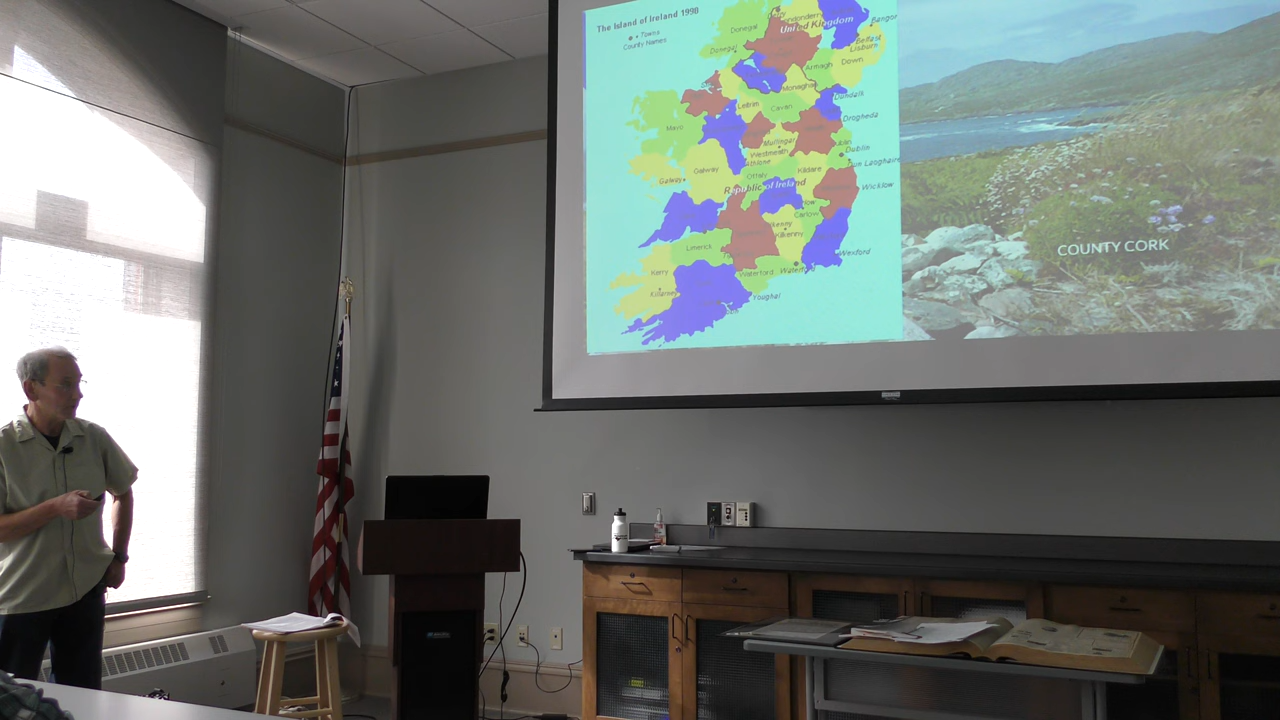 The Island of Ireland 1990
Towns
County Names
Derry
Londonderry
United Kingdom
Bangor
Donegal
Belfast
Lisburn
Donegal
Down
Armagh
Monaghan
Dundalk
Leitrim
Cavan
Drogheda
Mayo
Mullingar
Westmeath
Dublin
Athlone
Dun Laoghaire
Galway
Offaly
Kildare
Galway
Republic of Ireland
Wicklow
Carlow
Kilkenny
Limerick
Wexford
Kerry
Waterford
Killarney
Youghal
COUNTY CORK